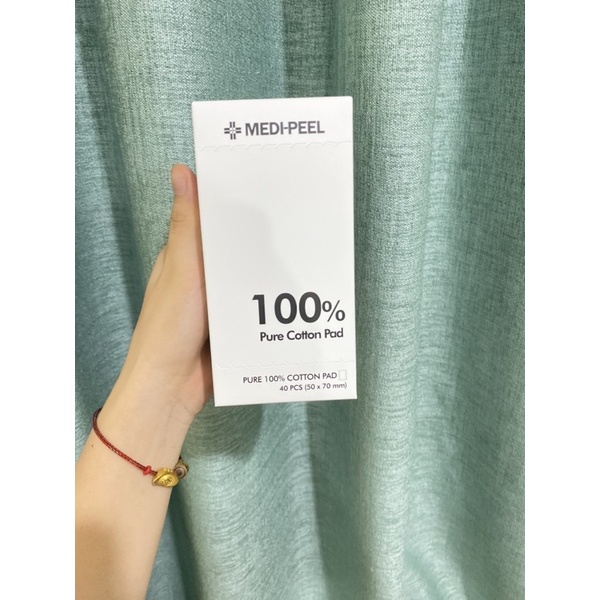 MEDI-PEEL
100%
Pure Cotton Pad
PURE 100% COTTON PAD
40 PCS (50 x 70 mm)